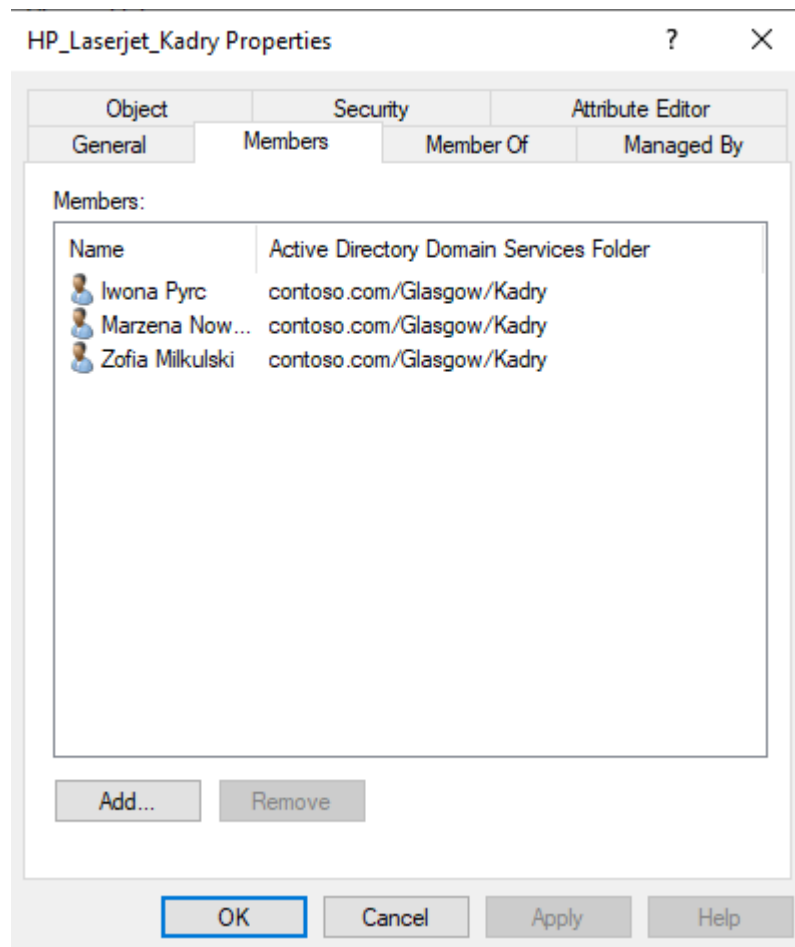 HP_Laserjet_Kadry Properties
Object Security Attribute Editor
General Members Member Of Managed By
Members:
Name Active Directory Domain Services Folder
Iwona Pyrc contoso.com/Glasgow/Kadry
Marzena Now... contoso.com/Glasgow/Kadry
Zofia Milkulski contoso.com/Glasgow/Kadry
Add... Remove
OK Cancel Apply Help